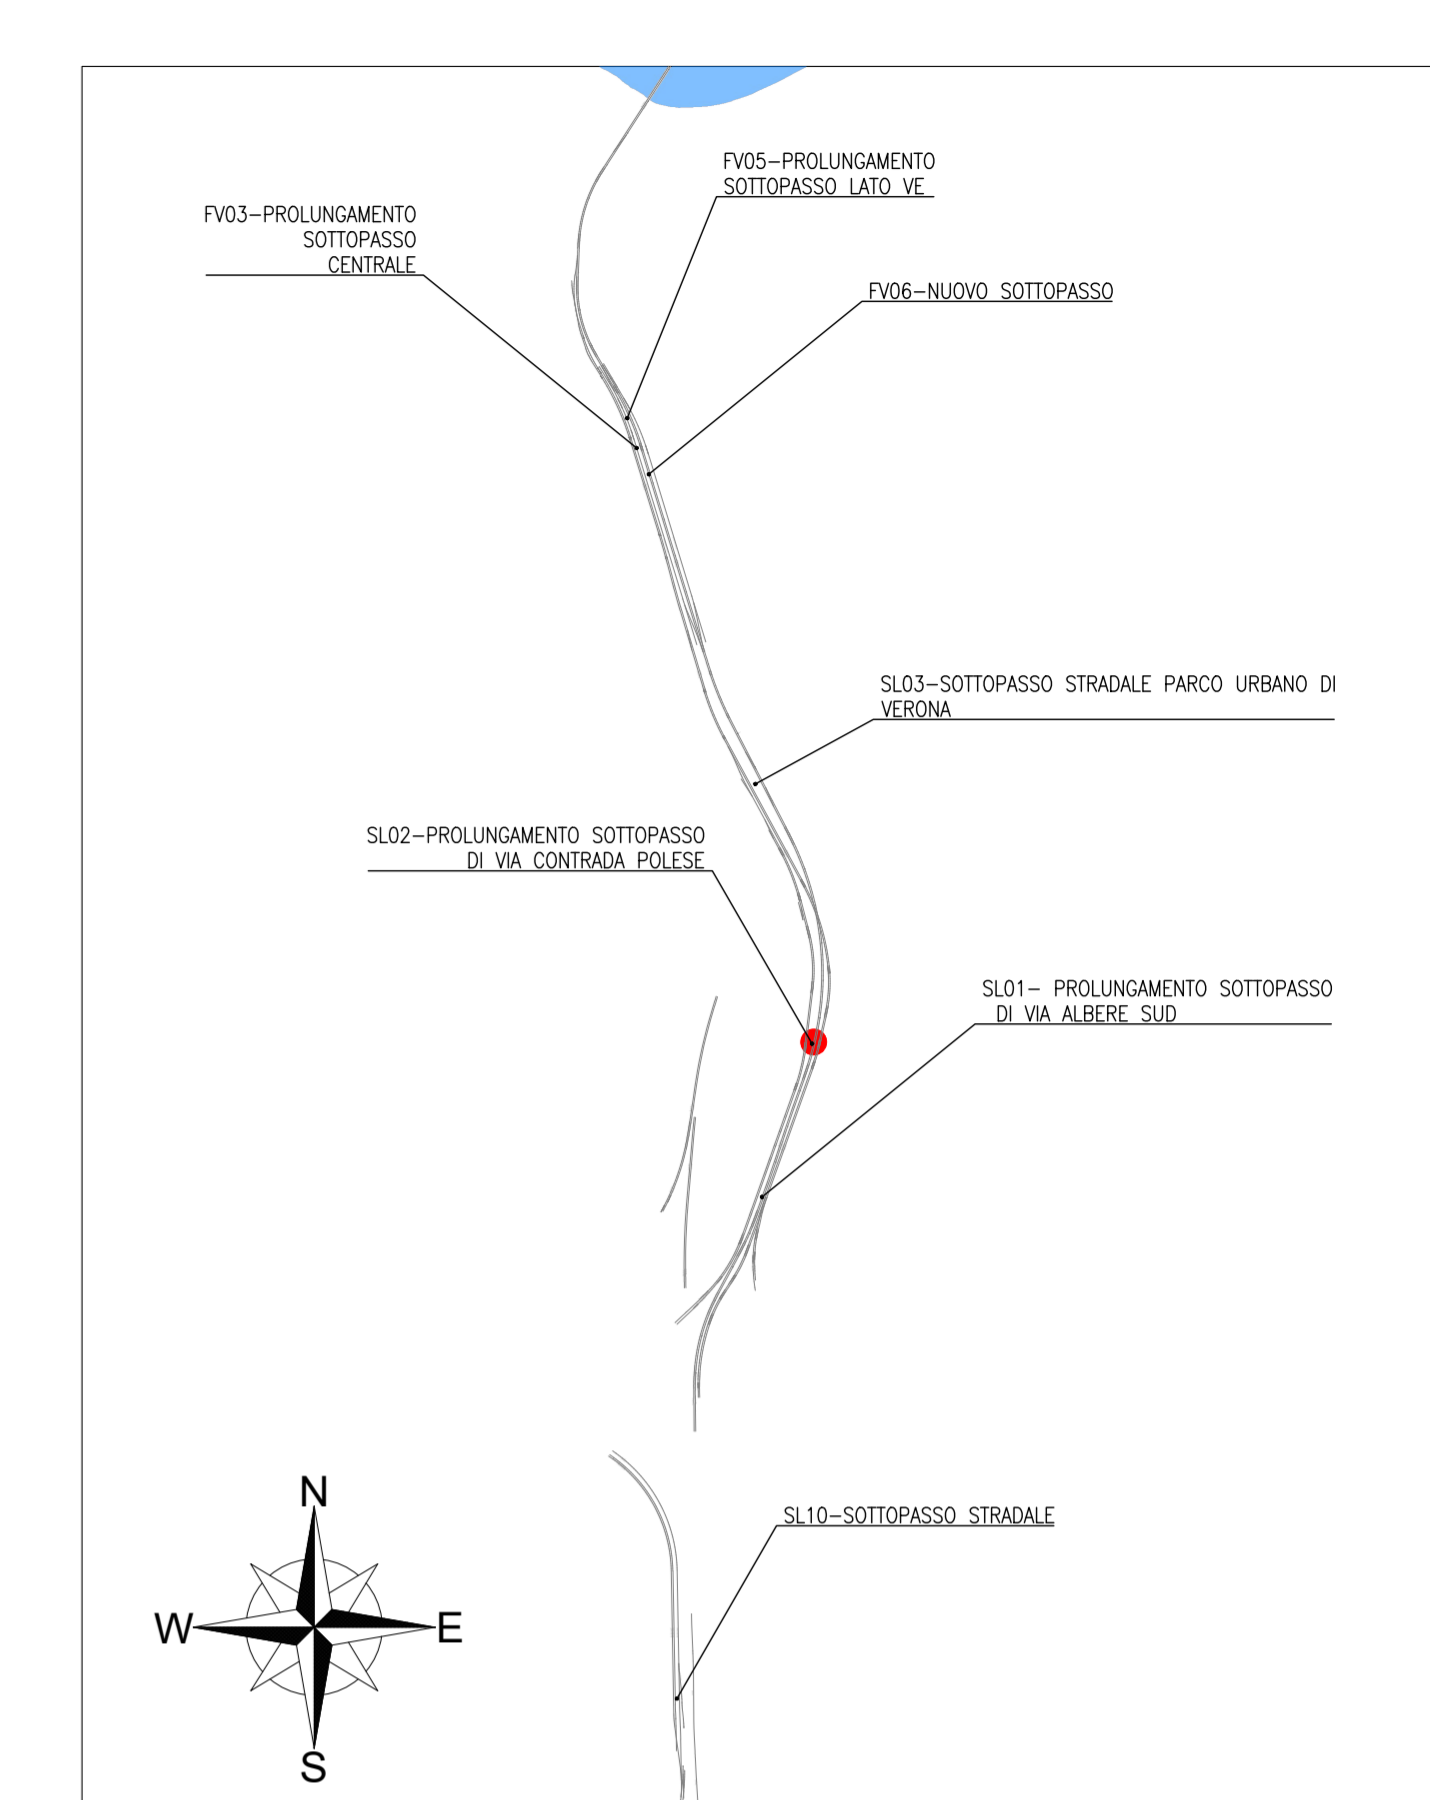 FV05-PROLUNGAMENTO
SOTTOPASSO LATO VE
FV03-PROLUNGAMENTO
SOTTOPASSO
CENTRALE
FV06-NUOVO SOTTOPASSO
SL03-SOTTOPASSO STRADALE PARCO URBANO DI
VERONA
SL02-PROLUNGAMENTO SOTTOPASSO
DI VIA CONTRADA POLESE
SL01- PROLUNGAMENTO SOTTOPASSO
DI VIA ALBERE SUD
SL10-SOTTOPASSO STRADALE
N
W
E
S